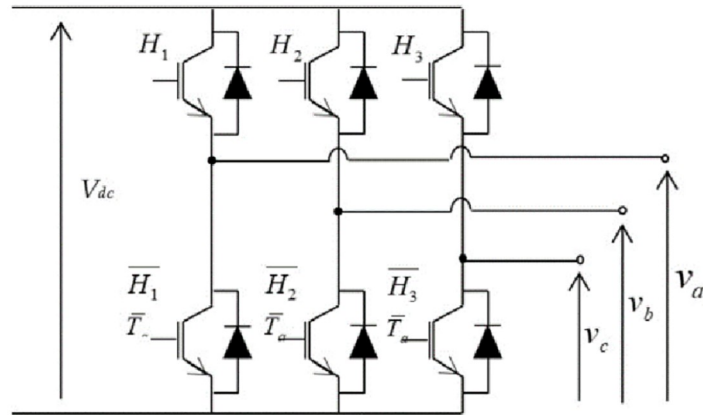 H1 H2 H3
Vdc
H̅1 H̅2 H̅3
T̅ T̅a T̅a
va
vb
vc